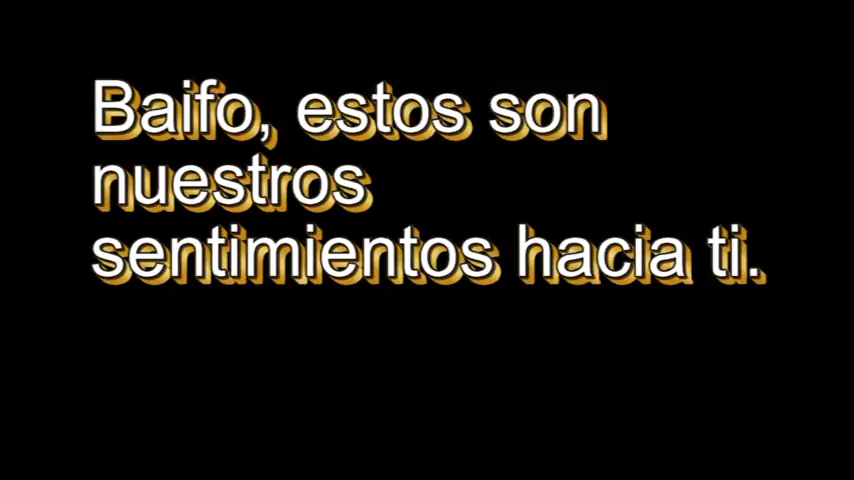 Baifo, estos son
nuestros
sentimientos hacia ti.